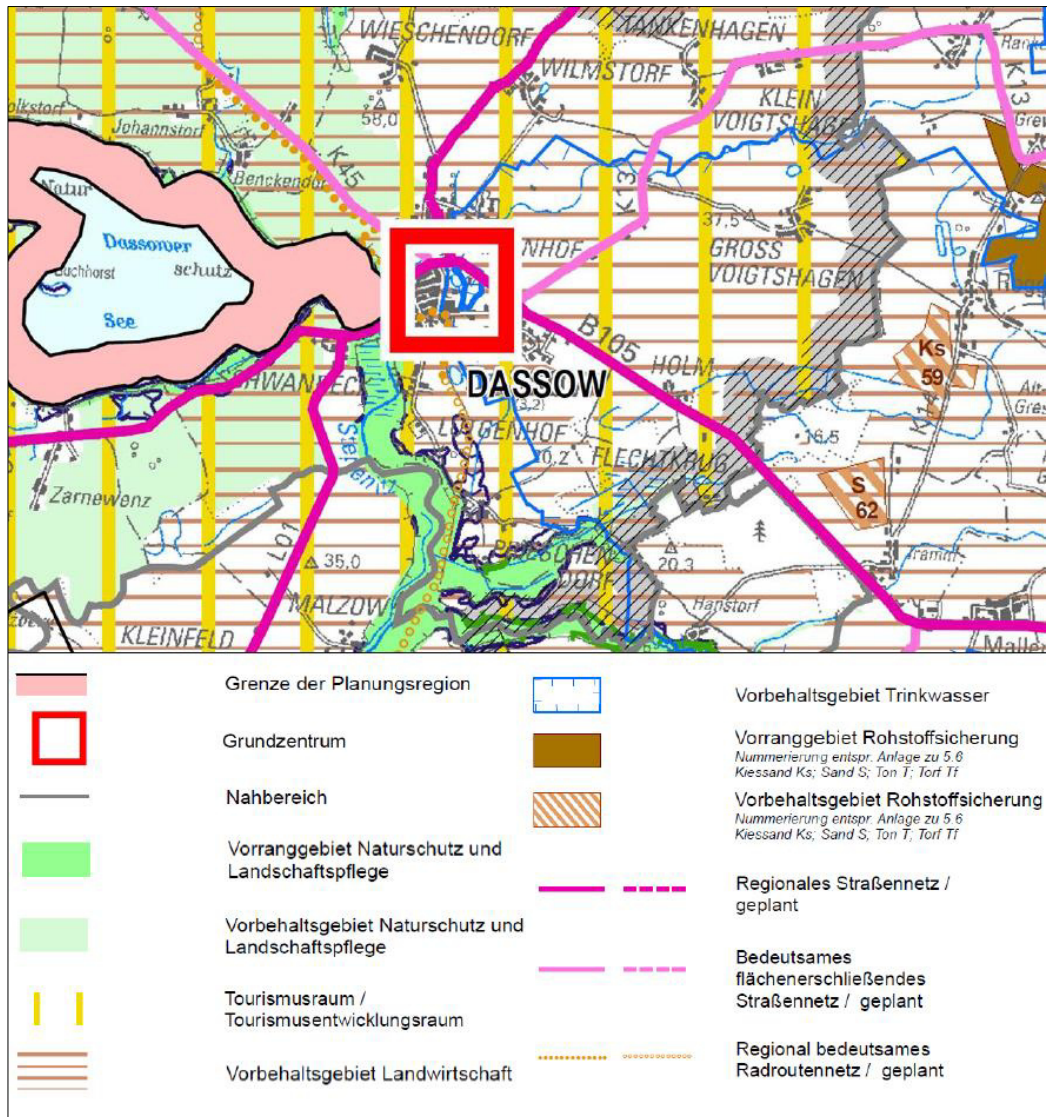 WIESCHENDORF
TANKENHAGEN
WILMSTORF
K13
58,0
KLEIN
Johannstorf
K45
Natur
Dassower
schutz
See
K13
37,5
NHOF
GROSS
VOIGTSHAGEN
B105
HOLM
Ks
59
DASSOW
16,5
FLECHTKRUG
S
62
Zarnewenz
L01
35,0
20,3
MALZOW
Hanstorf
KLEINFELD
Grenze der Planungsregion
Grundzentrum
Nahbereich
Vorranggebiet Naturschutz und
Landschaftspflege
Vorbehaltsgebiet Naturschutz und
Landschaftspflege
Tourismusraum /
Tourismusentwicklungsraum
Vorbehaltsgebiet Landwirtschaft
Vorbehaltsgebiet Trinkwasser
Vorranggebiet Rohstoffsicherung
Nummerierung entspr. Anlage zu 5.6
Kiessand Ks; Sand S; Ton T; Torf Tf
Vorbehaltsgebiet Rohstoffsicherung
Nummerierung entspr. Anlage zu 5.6
Kiessand Ks; Sand S; Ton T; Torf Tf
Regionales Straßennetz /
geplant
Bedeutsames
flächenerschließendes
Straßennetz / geplant
Regional bedeutsames
Radroutennetz / geplant